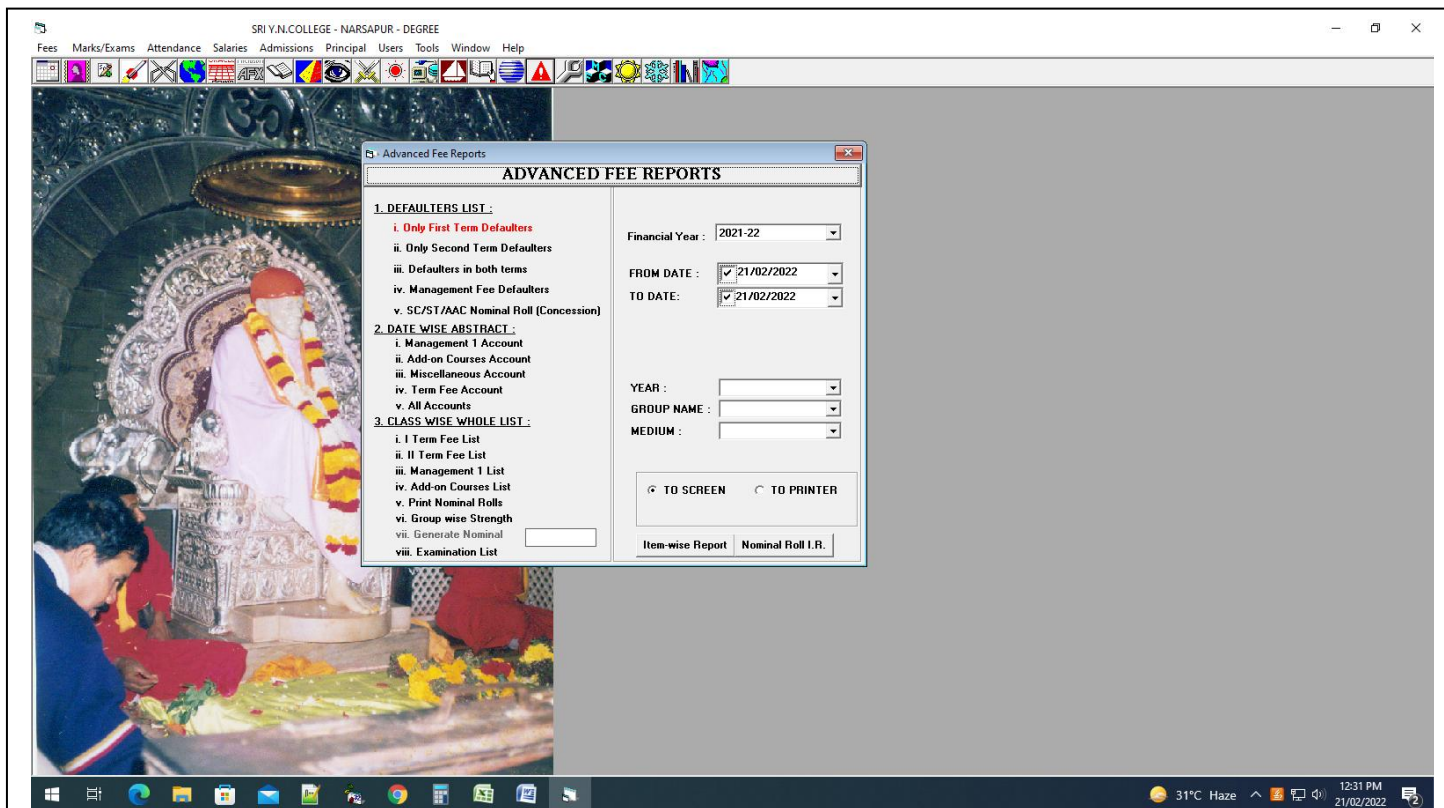 SRI Y.N.COLLEGE - NARSAPUR - DEGREE
Fees Marks/Exams Attendance Salaries Admissions Principal Users Tools Window Help
AFX
ॐ
Advanced Fee Reports
ADVANCED FEE REPORTS
1. DEFAULTERS LIST :
i. Only First Term Defaulters
ii. Only Second Term Defaulters
iii. Defaulters in both terms
iv. Management Fee Defaulters
v. SC/ST/AAC Nominal Roll (Concession)
2. DATE WISE ABSTRACT :
i. Management 1 Account
ii. Add-on Courses Account
iii. Miscellaneous Account
iv. Term Fee Account
v. All Accounts
3. CLASS WISE WHOLE LIST :
i. I Term Fee List
ii. II Term Fee List
iii. Management 1 List
iv. Add-on Courses List
v. Print Nominal Rolls
vi. Group wise Strength
vii. Generate Nominal
viii. Examination List
Financial Year : 2021-22
FROM DATE : 21/02/2022
TO DATE: 21/02/2022
YEAR :
GROUP NAME :
MEDIUM :
TO SCREEN TO PRINTER
Item-wise Report Nominal Roll I.R.
31°C Haze
12:31 PM
21/02/2022
2